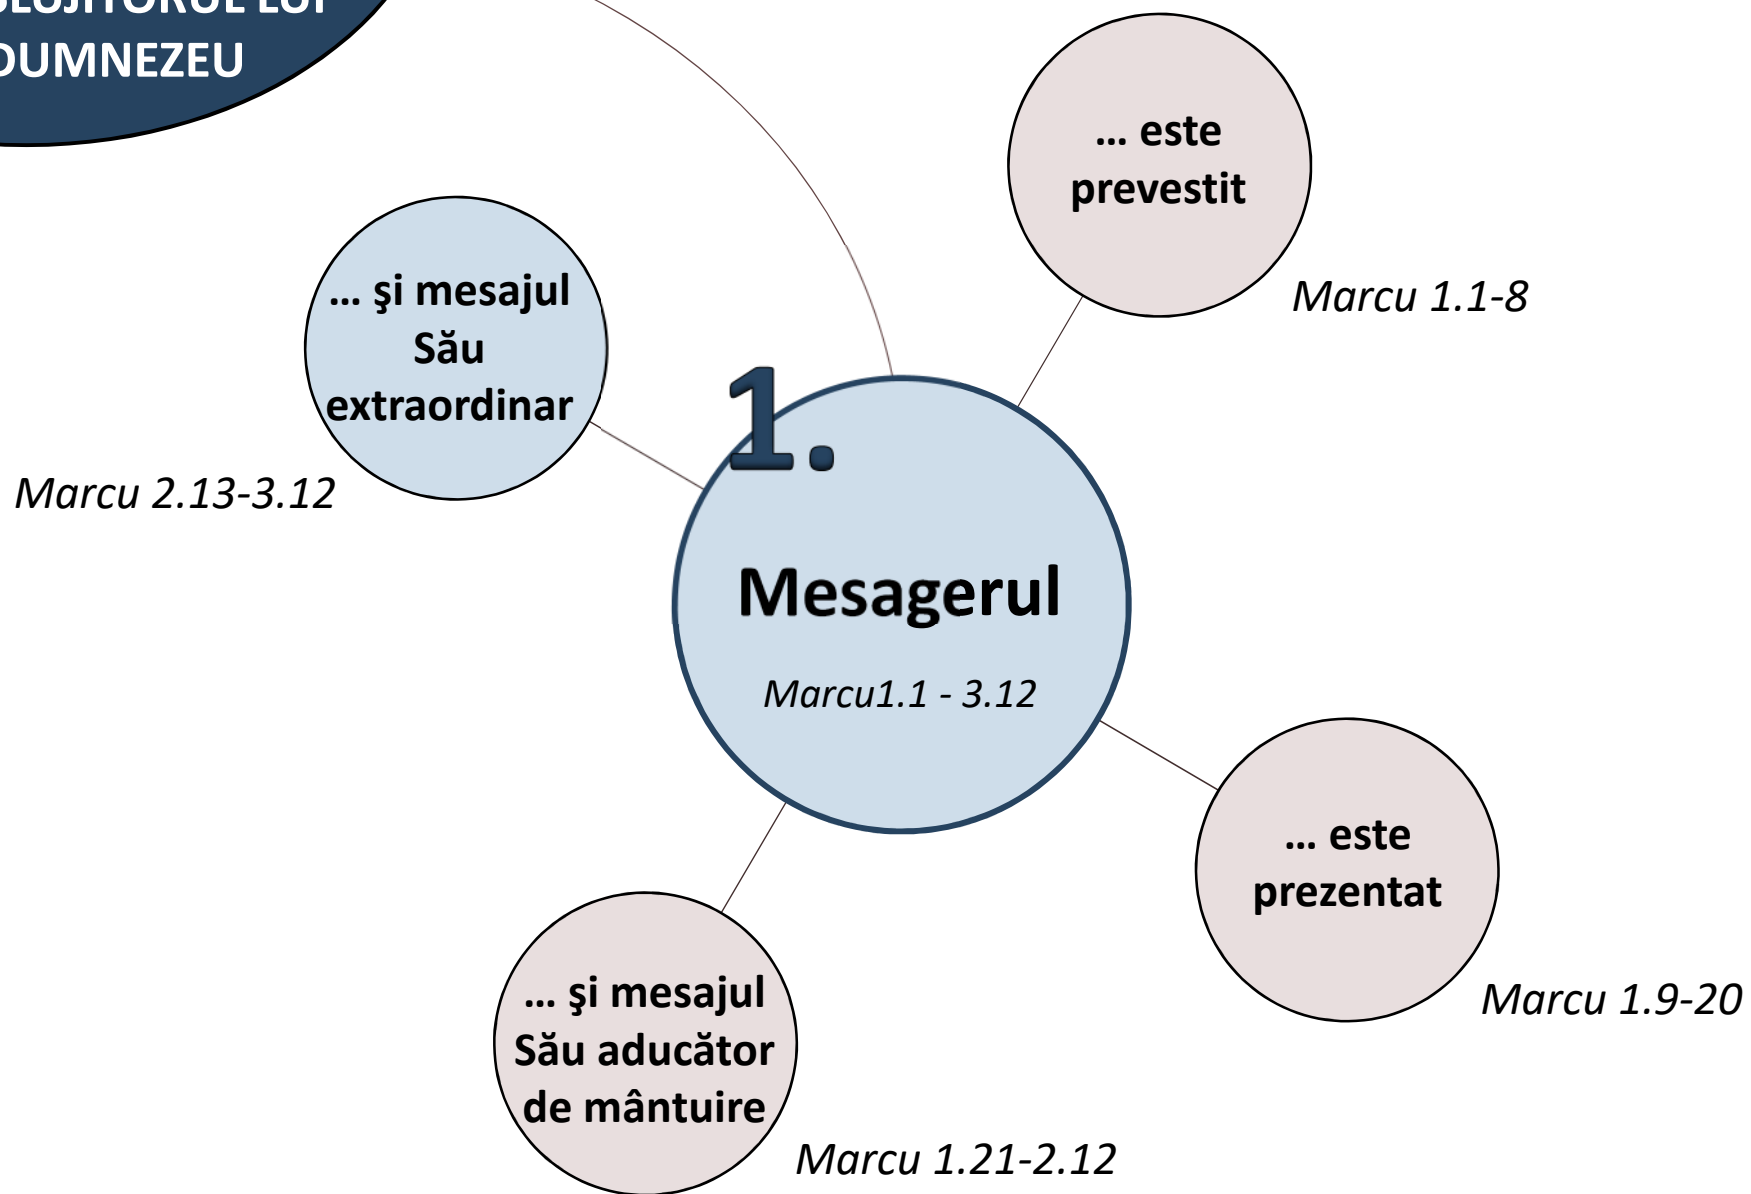 DUMNEZEU
… este
prevestit
Marcu 1.1-8
… şi mesajul
Său
extraordinar
Marcu 2.13-3.12
1.
Mesagerul
Marcu1.1 - 3.12
… este
prezentat
Marcu 1.9-20
… şi mesajul
Său aducător
de mântuire
Marcu 1.21-2.12